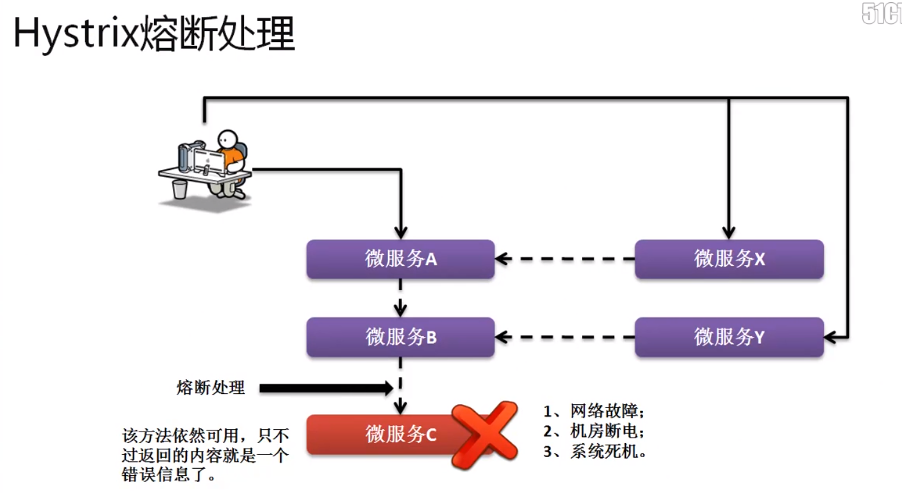 Hystrix熔断处理
微服务A
微服务X
微服务B
微服务Y
熔断处理
微服务C
1、网络故障；
2、机房断电；
3、系统死机。
该方法依然可用，只不
过返回的内容就是一个
错误信息了。